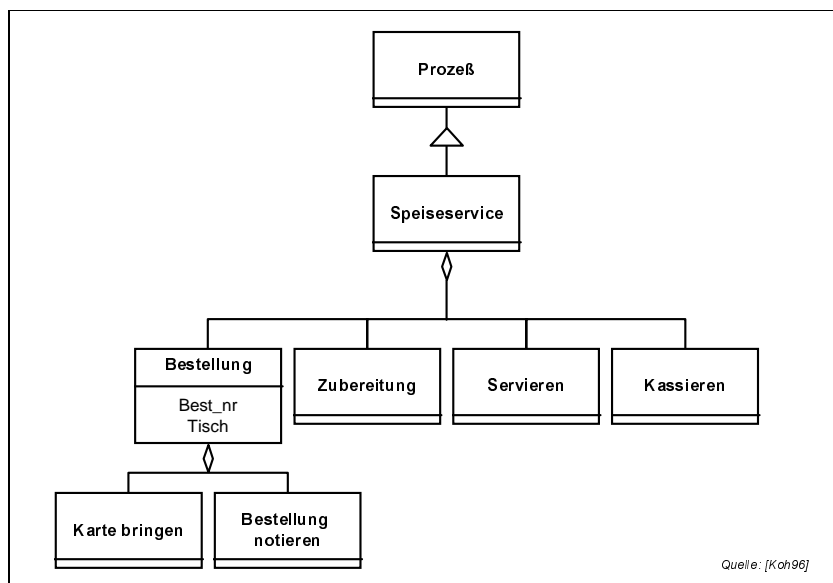 Prozeß
Speiseservice
Bestellung
Best_nr
Tisch
Zubereitung
Servieren
Kassieren
Karte bringen
Bestellung
notieren
Quelle: [Koh96]